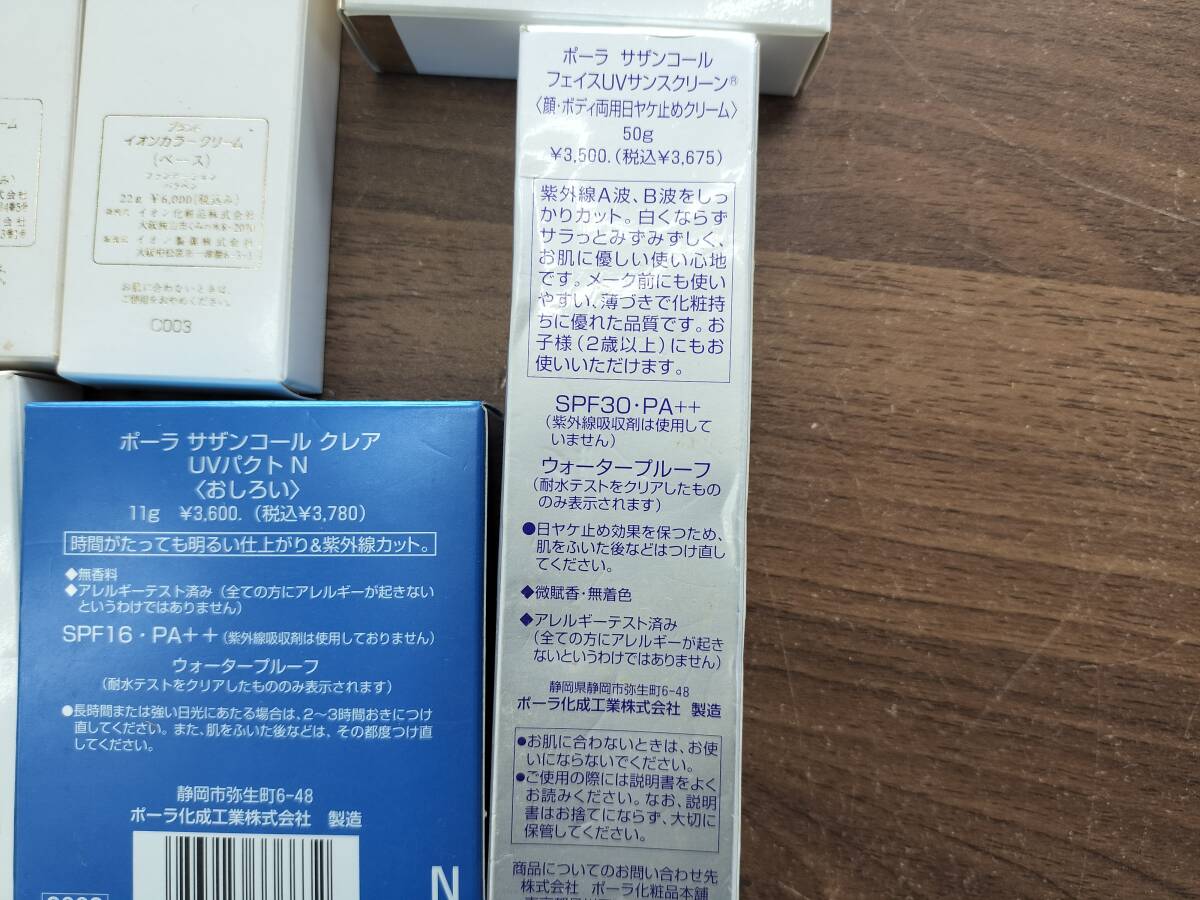 ーム
イオンカラークリーム
(ベース)
ファンデーション
22g ¥6,000(税込み)
イオン化粧品株式会社
株式会社
お肌に合わないときは、
ご使用をおやめください。
C003
ポーラ サザンコール
フェイスUVサンスクリーン®
〈顔・ボディ両用日ヤケ止めクリーム〉
50g
¥3,500.(税込¥3,675)
紫外線A波、B波をしっ
かりカット。白くならず
サラっとみずみずしく、
お肌に優しい使い心地
です。メーク前にも使い
やすい、薄づきで化粧持
ちに優れた品質です。お
子様(2歳以上)にもお
使いいただけます。
SPF30・PA++
(紫外線吸収剤は使用して
いません)
ウォータープルーフ
(耐水テストをクリアしたもの
のみ表示されます)
●日ヤケ止め効果を保つため、
肌をふいた後などはつけ直し
てください。
◆微賦香・無着色
◆アレルギーテスト済み
(全ての方にアレルギーが起き
ないというわけではありません)
静岡県静岡市弥生町6-48
ポーラ化成工業株式会社 製造
●お肌に合わないときは、お使
いにならないでください。
●ご使用の際には説明書をよく
お読みください。なお、説明
書はお捨てにならず、大切に
保管してください。
商品についてのお問い合わせ先
株式会社 ポーラ化粧品本舗
ポーラ サザンコール クレア
UVパクト N
〈おしろい〉
11g ¥3,600. (税込¥3,780)
時間がたっても明るい仕上がり&紫外線カット。
◆無香料
◆アレルギーテスト済み(全ての方にアレルギーが起きない
というわけではありません)
SPF16・PA++(紫外線吸収剤は使用しておりません)
ウォータープルーフ
(耐水テストをクリアしたもののみ表示されます)
●長時間または強い日光にあたる場合は、2〜3時間おきにつけ
直してください。また、肌をふいた後などは、その都度つけ直
してください。
静岡市弥生町6-48
ポーラ化成工業株式会社 製造
N